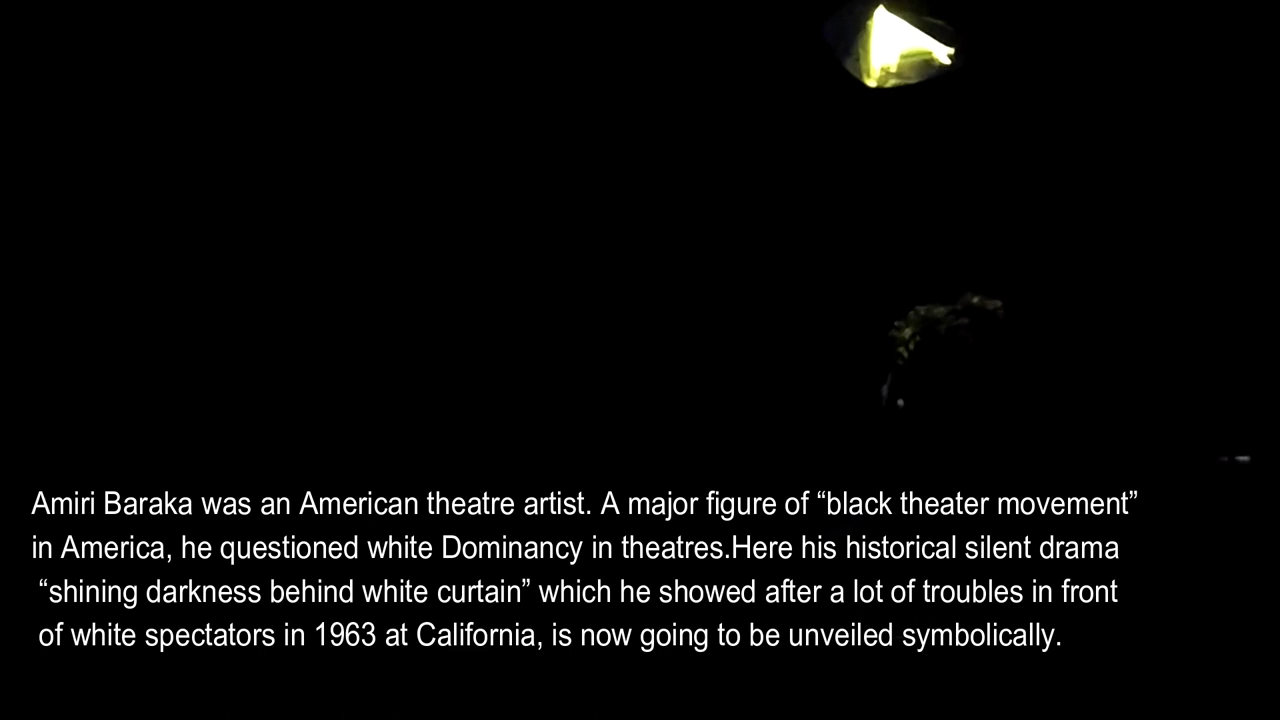 Amiri Baraka was an American theatre artist. A major figure of “black theater movement”
in America, he questioned white Dominancy in theatres.Here his historical silent drama
“shining darkness behind white curtain” which he showed after a lot of troubles in front
of white spectators in 1963 at California, is now going to be unveiled symbolically.